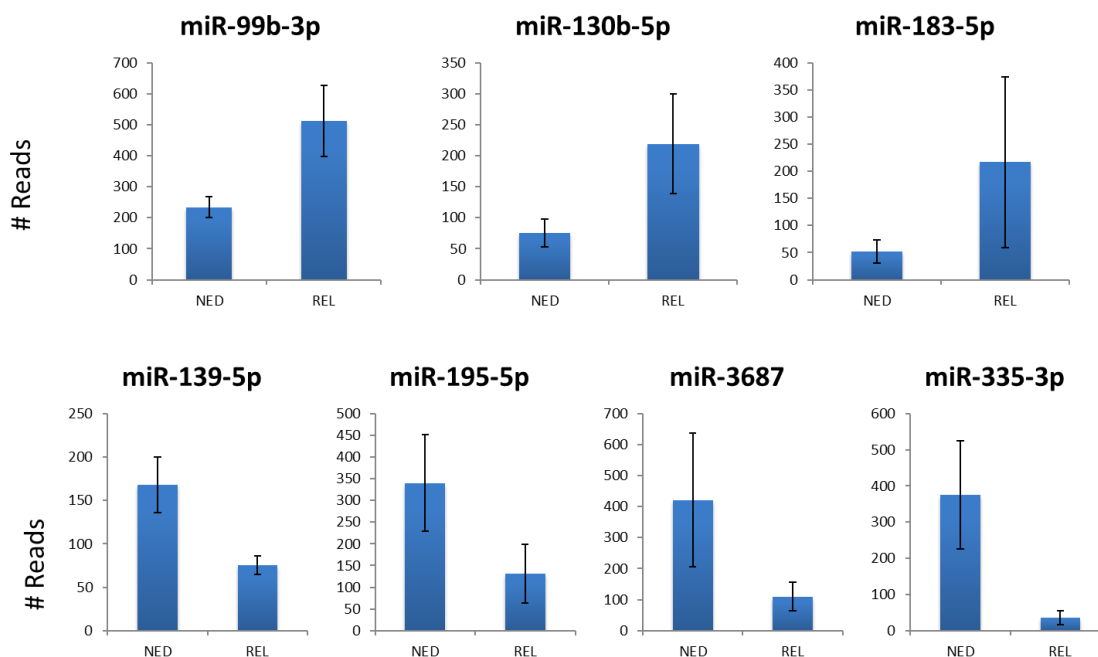 miR-99b-3p
miR-130b-5p
miR-183-5p
# Reads
700
600
500
400
300
200
100
0
NED
REL
350
300
250
200
150
100
50
0
NED
REL
400
350
300
250
200
150
100
50
0
NED
REL
miR-139-5p
miR-195-5p
miR-3687
miR-335-3p
# Reads
250
200
150
100
50
0
NED
REL
500
450
400
350
300
250
200
150
100
50
0
NED
REL
700
600
500
400
300
200
100
0
NED
REL
600
500
400
300
200
100
0
NED
REL